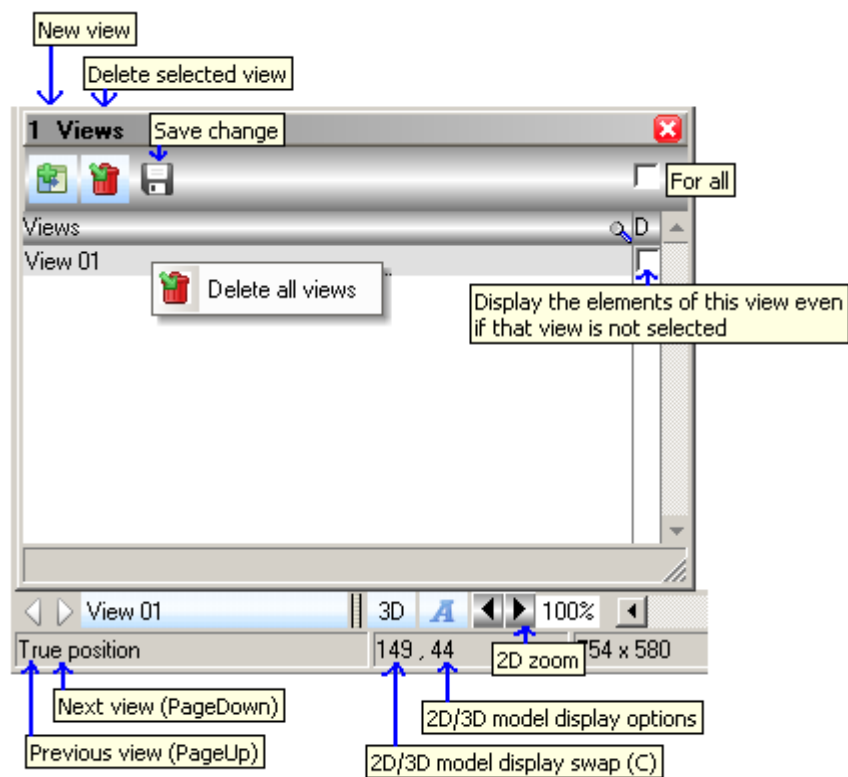 New view
Delete selected view
1 Views
Save change
For all
Views
D
View 01
Delete all views
Display the elements of this view even
if that view is not selected
View 01
3D
A
100%
True position
149 , 44
2D zoom
754 x 580
Next view (PageDown)
2D/3D model display options
Previous view (PageUp)
2D/3D model display swap (C)